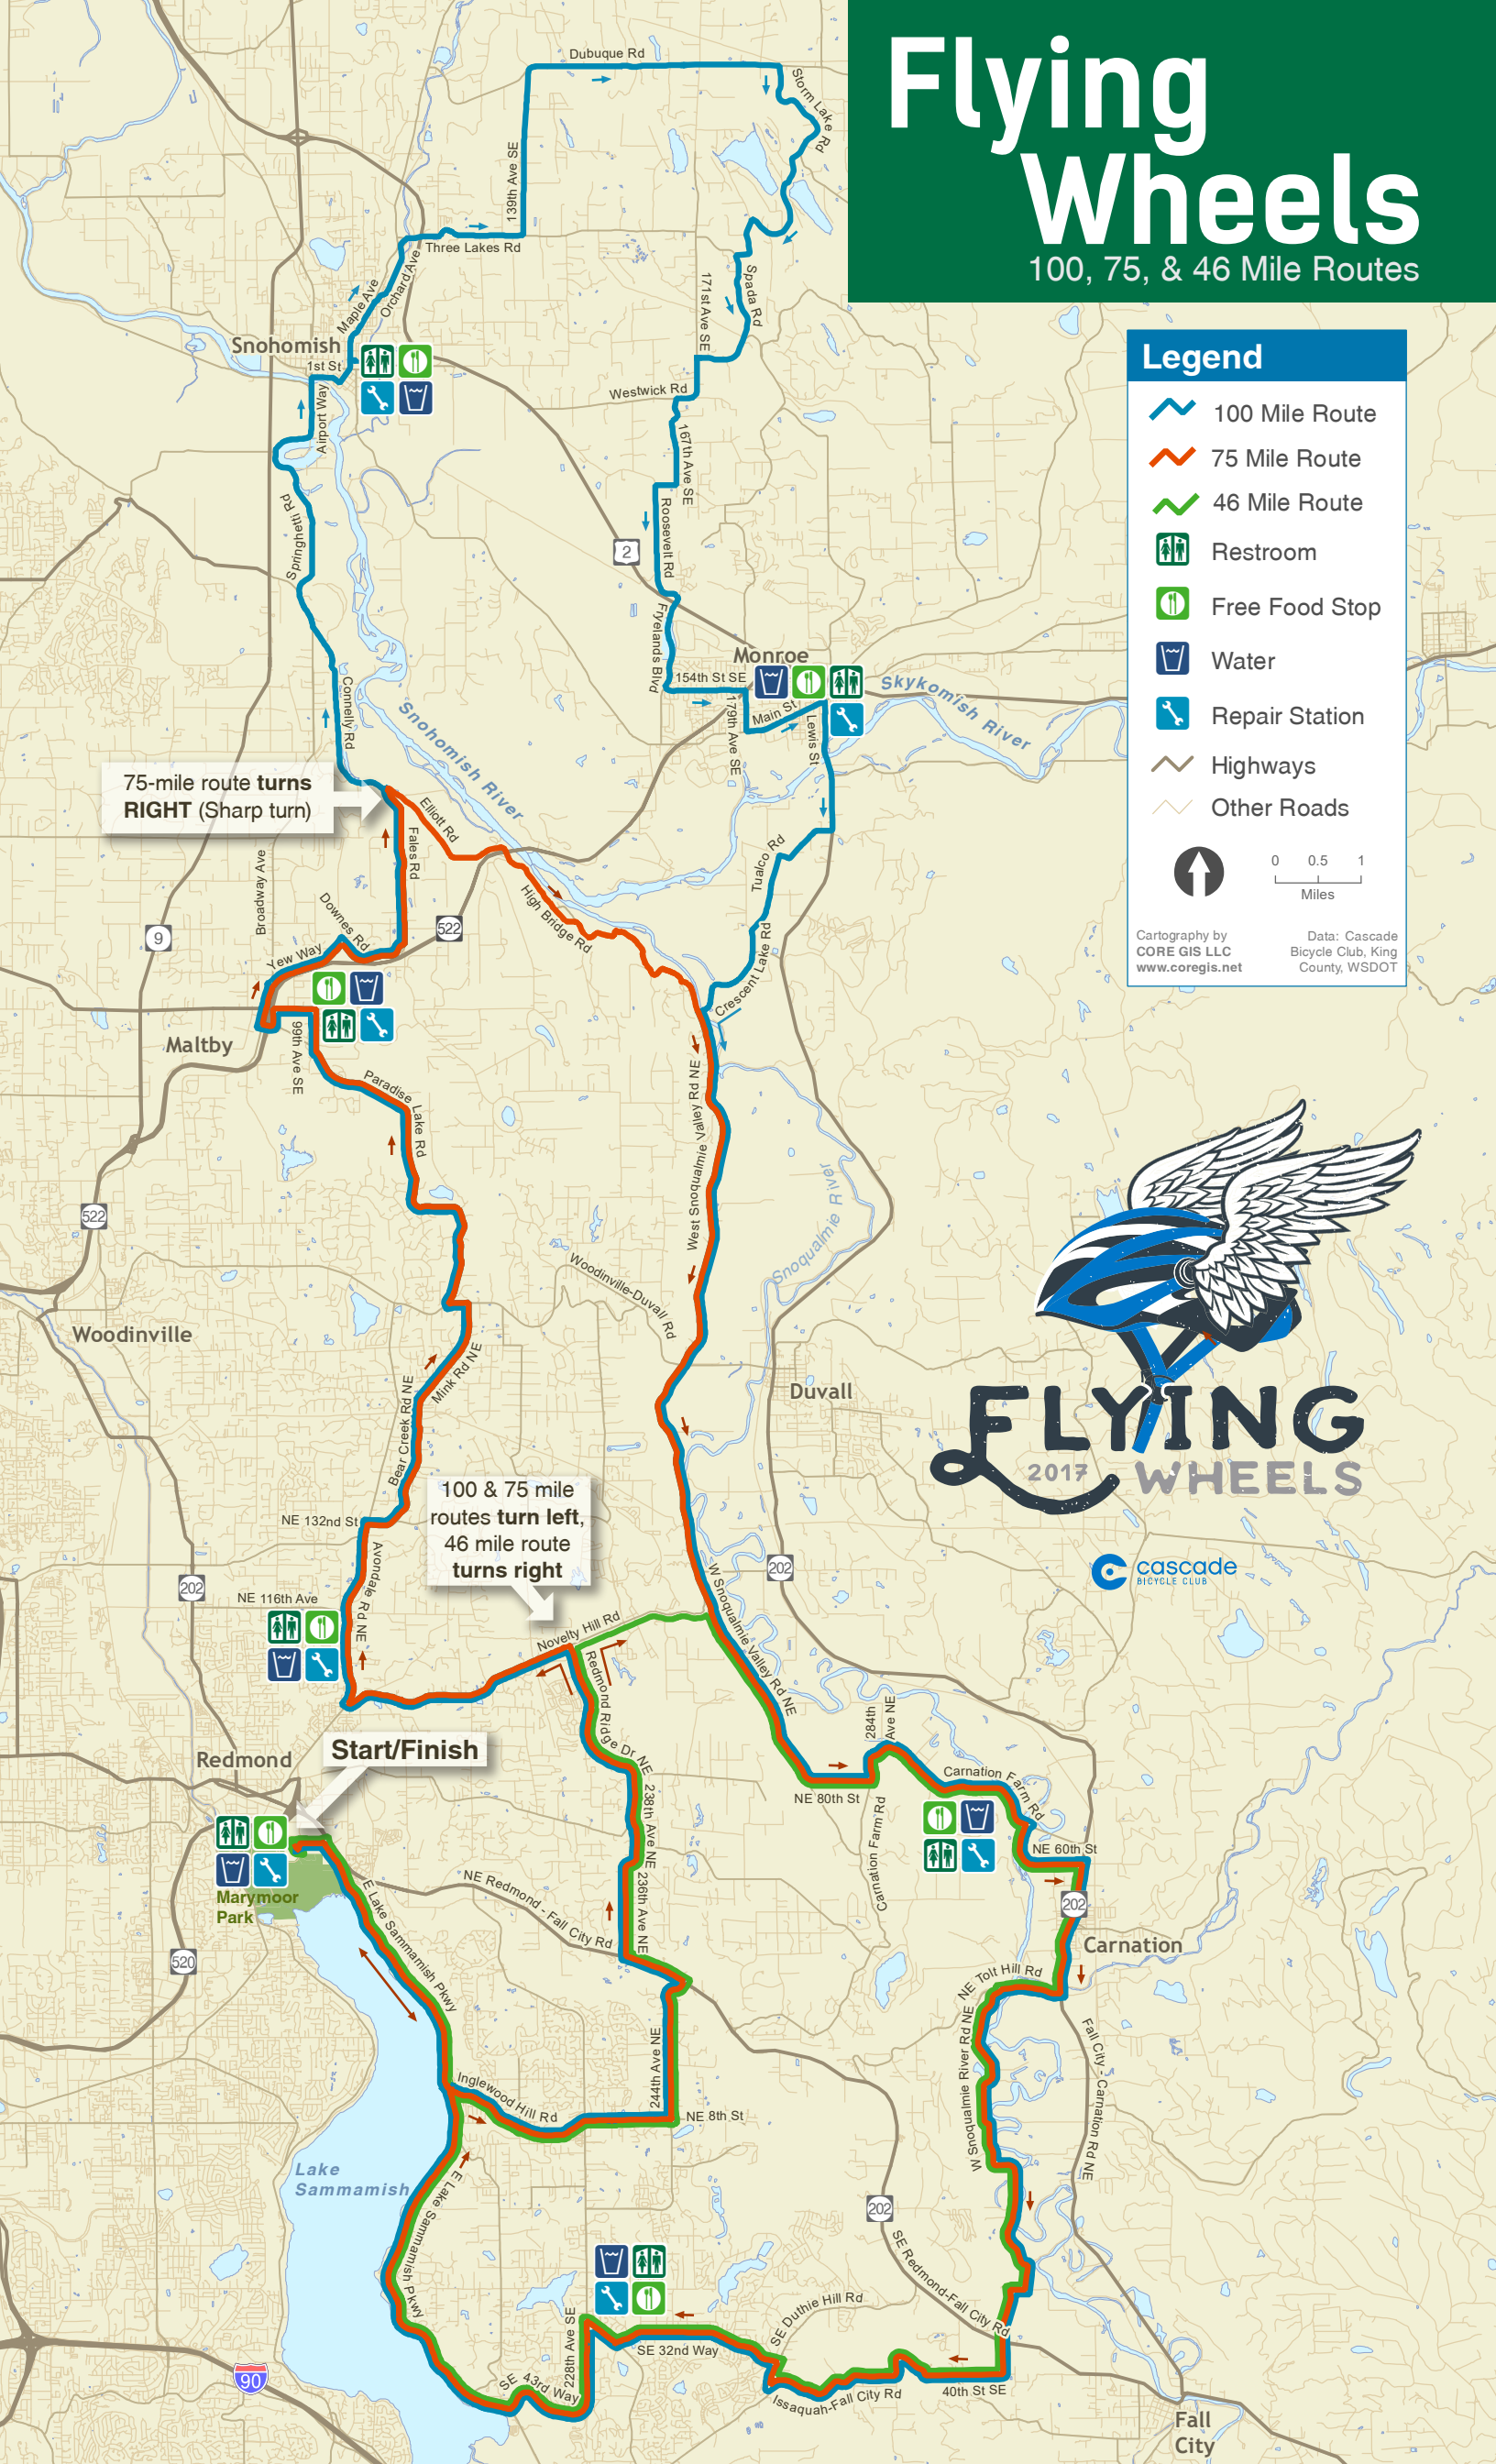 Flying
Wheels
100, 75, & 46 Mile Routes
Legend
100 Mile Route
75 Mile Route
46 Mile Route
Restroom
Free Food Stop
Water
Repair Station
Highways
Other Roads
0 0.5 1
Miles
Cartography by
CORE GIS LLC
www.coregis.net
Data: Cascade
Bicycle Club, King
County, WSDOT
Dubuque Rd
Storm Lake Rd
139th Ave SE
Three Lakes Rd
Orchard Ave
Maple Ave
Snohomish
1st St
Airport Way
171st Ave SE
Spada Rd
Westwick Rd
167th Ave SE
Springhetti Rd
Roosevelt Rd
2
Fryelands Blvd
Monroe
154th St SE
179th Ave SE
Main St
Lewis St
Skykomish River
Connelly Rd
Snohomish River
75-mile route turns
RIGHT (Sharp turn)
Elliott Rd
Fales Rd
Broadway Ave
Downes Rd
Yew Way
9
522
High Bridge Rd
Tualco Rd
Crescent Lake Rd
Maltby
99th Ave SE
Paradise Lake Rd
West Snoqualmie Valley Rd NE
Snoqualmie River
522
Woodinville-Duvall Rd
Woodinville
Mink Rd NE
Bear Creek Rd NE
Duvall
FLYING
2017
WHEELS
cascade
BICYCLE CLUB
100 & 75 mile
routes turn left,
46 mile route
turns right
NE 132nd St
Avondale Rd NE
202
202
NE 116th Ave
Novelty Hill Rd
W Snoqualmie Valley Rd NE
Redmond Ridge Dr NE
284th
Ave NE
Start/Finish
Redmond
238th Ave NE
NE 80th St
Carnation Farm Rd
Carnation Farm Rd
NE 60th St
202
Marymoor
Park
E Lake Sammamish Pkwy
NE Redmond - Fall City Rd
236th Ave NE
520
Carnation
NE Tolt Hill Rd
W Snoqualmie River Rd NE
Fall City - Carnation Rd NE
244th Ave NE
Inglewood Hill Rd
NE 8th St
Lake
Sammamish
E Lake Sammamish Pkwy
202
SE Redmond-Fall City Rd
SE Duthie Hill Rd
228th Ave SE
SE 32nd Way
SE 43rd Way
Issaquah-Fall City Rd
40th St SE
90
Fall
City